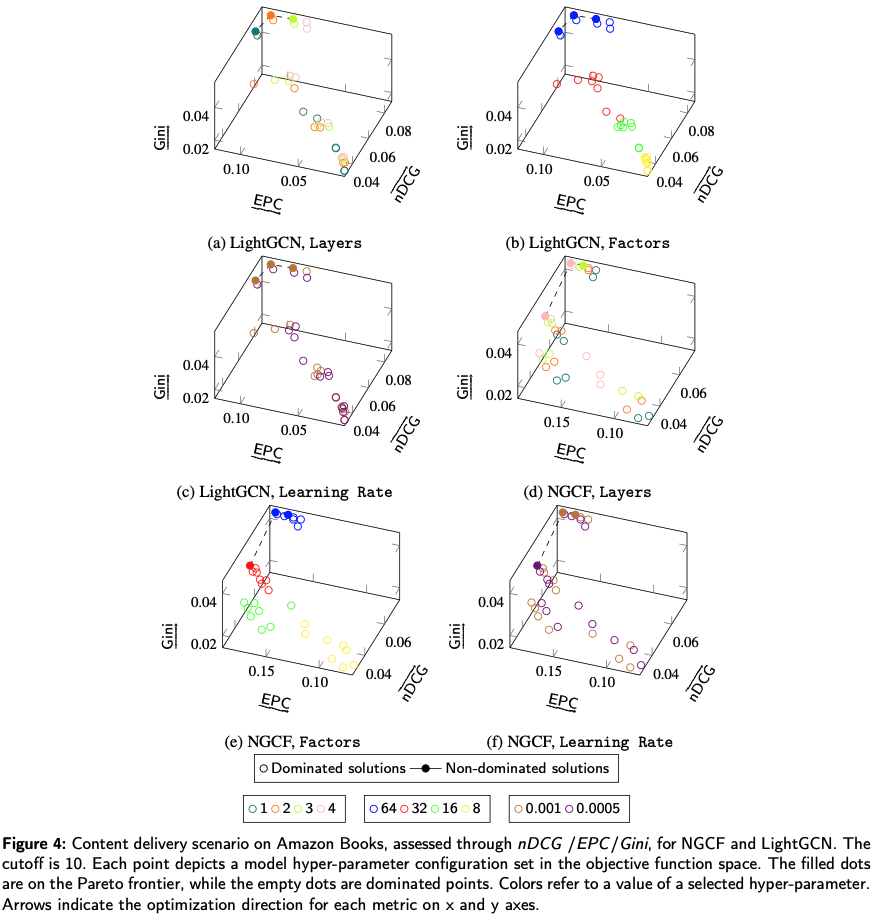 0.04
0.02
Gini
0.10
0.05
EPC
0.08
0.06
0.04
nDCG
(a) LightGCN, Layers
0.04
0.02
Gini
0.10
0.05
EPC
0.08
0.06
0.04
nDCG
(b) LightGCN, Factors
0.04
0.02
Gini
0.10
0.05
EPC
0.08
0.06
0.04
nDCG
(c) LightGCN, Learning Rate
0.04
0.02
Gini
0.15
0.10
EPC
0.06
0.04
nDCG
(d) NGCF, Layers
0.04
0.02
Gini
0.15
0.10
EPC
0.06
0.04
nDCG
(e) NGCF, Factors
0.04
0.02
Gini
0.15
0.10
EPC
0.06
0.04
nDCG
(f) NGCF, Learning Rate
Dominated solutions Non-dominated solutions
1 2 3 4
64 32 16 8
0.001 0.0005
Figure 4: Content delivery scenario on Amazon Books, assessed through nDCG /EPC/Gini, for NGCF and LightGCN. The
cutoff is 10. Each point depicts a model hyper-parameter configuration set in the objective function space. The filled dots
are on the Pareto frontier, while the empty dots are dominated points. Colors refer to a value of a selected hyper-parameter.
Arrows indicate the optimization direction for each metric on x and y axes.